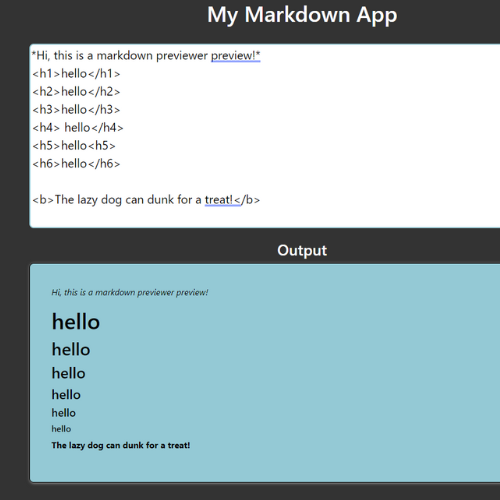 My Markdown App
*Hi, this is a markdown previewer preview!*
<h1>hello</h1>
<h2>hello</h2>
<h3>hello</h3>
<h4> hello</h4>
<h5>hello<h5>
<h6>hello</h6>
<b>The lazy dog can dunk for a treat!</b>
Output
Hi, this is a markdown previewer preview!
hello
hello
hello
hello
hello
hello
The lazy dog can dunk for a treat!